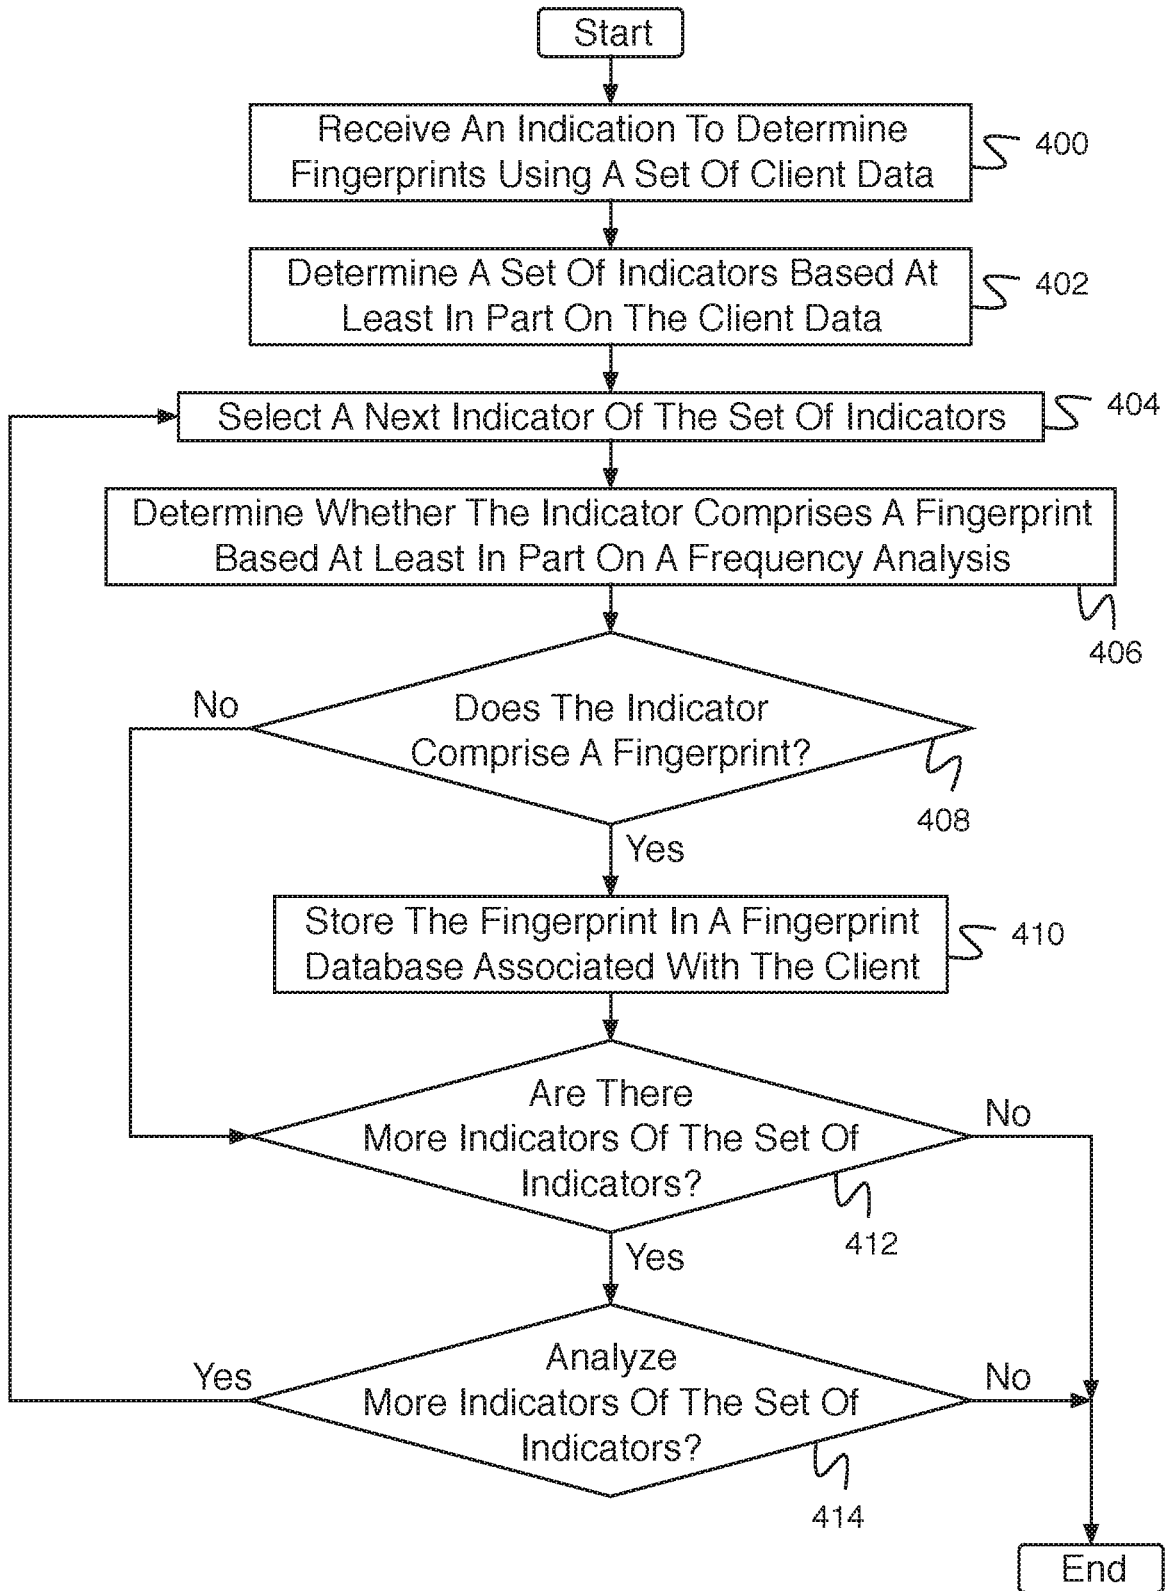 Start
Receive An Indication To Determine
Fingerprints Using A Set Of Client Data
400
Determine A Set Of Indicators Based At
Least In Part On The Client Data
402
Select A Next Indicator Of The Set Of Indicators
404
Determine Whether The Indicator Comprises A Fingerprint
Based At Least In Part On A Frequency Analysis
406
No
Does The Indicator
Comprise A Fingerprint?
408
Yes
Store The Fingerprint In A Fingerprint
Database Associated With The Client
410
Are There
More Indicators Of The Set Of
Indicators?
No
412
Yes
Yes
Analyze
More Indicators Of The Set Of
Indicators?
No
414
End